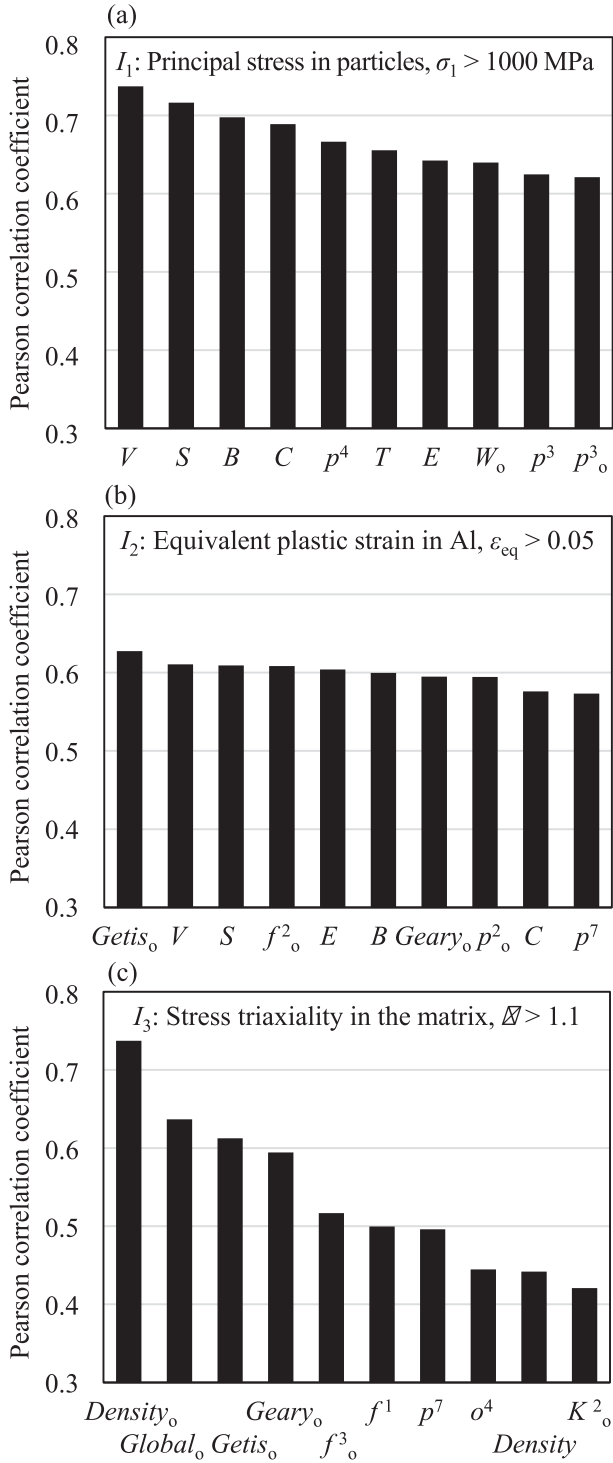 (a)
Pearson correlation coefficient
0.8
0.7
0.6
0.5
0.4
0.3
I₁: Principal stress in particles, σ₁ > 1000 MPa
V S B C p⁴ T E Wₒ p³ p³ₒ
(b)
Pearson correlation coefficient
0.8
0.7
0.6
0.5
0.4
0.3
I₂: Equivalent plastic strain in Al, εeq > 0.05
Getisₒ V S f²ₒ E B Gearyₒ p²ₒ C p⁷
(c)
Pearson correlation coefficient
0.8
0.7
0.6
0.5
0.4
0.3
I₃: Stress triaxiality in the matrix, > 1.1
Densityₒ Gearyₒ f¹ p⁷ o⁴ K²ₒ
Globalₒ Getisₒ f³ₒ Density